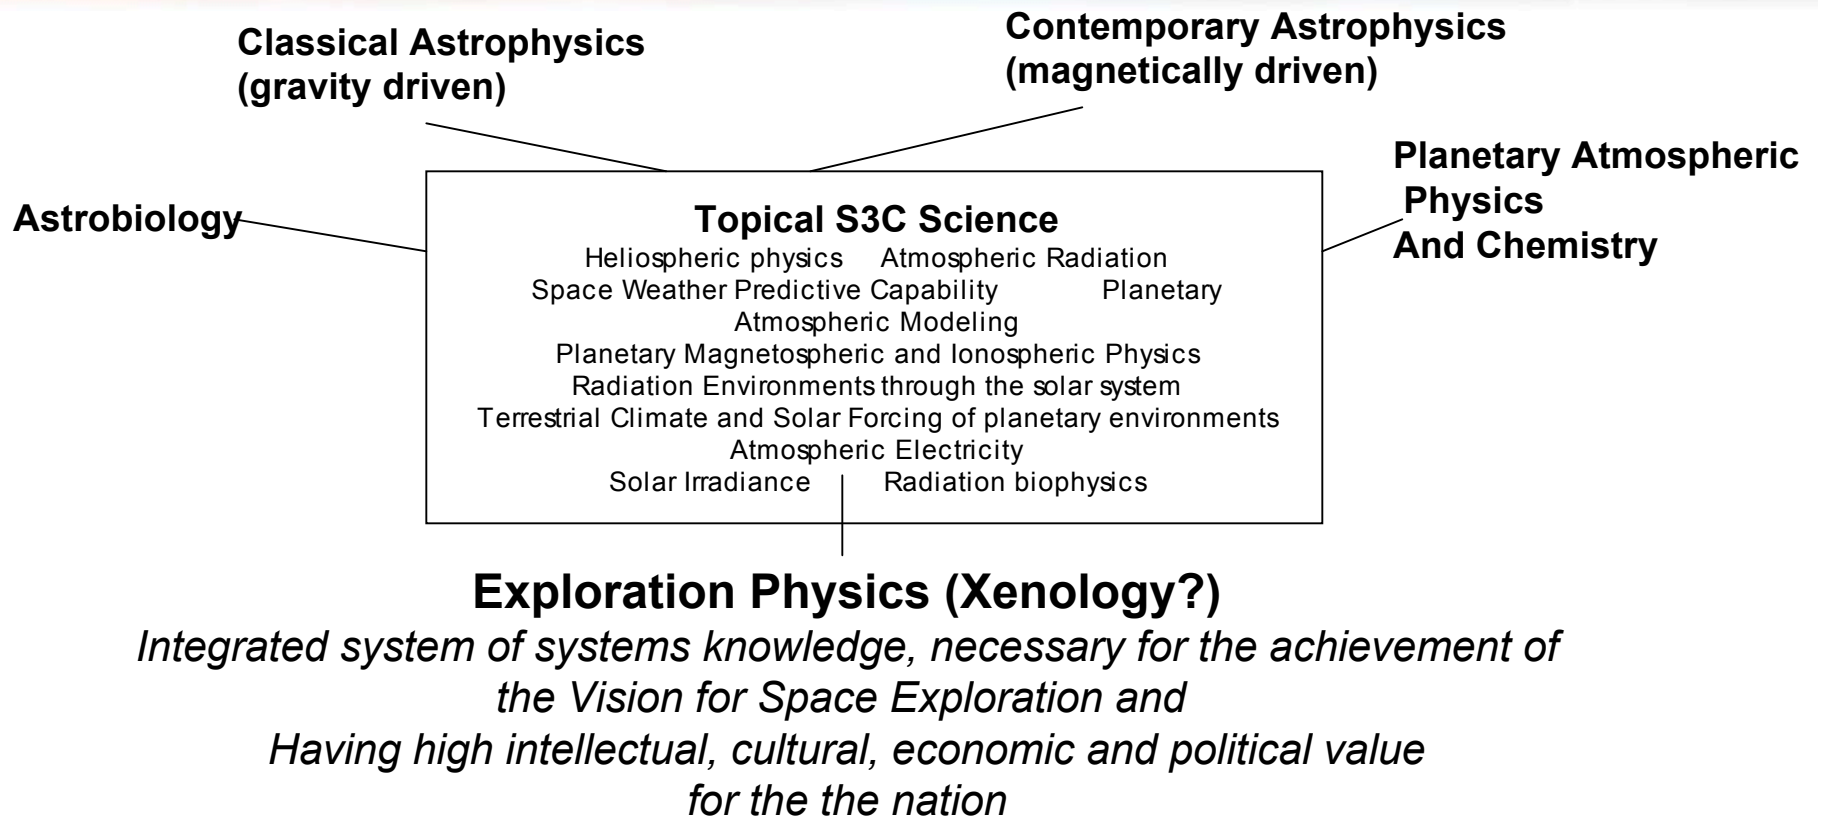 Classical Astrophysics
(gravity driven)
Contemporary Astrophysics
(magnetically driven)
Astrobiology
Planetary Atmospheric
Physics
And Chemistry
Topical S3C Science
Heliospheric physics Atmospheric Radiation
Space Weather Predictive Capability Planetary
Atmospheric Modeling
Planetary Magnetospheric and Ionospheric Physics
Radiation Environments through the solar system
Terrestrial Climate and Solar Forcing of planetary environments
Atmospheric Electricity
Solar Irradiance Radiation biophysics
Exploration Physics (Xenology?)
Integrated system of systems knowledge, necessary for the achievement of
the Vision for Space Exploration and
Having high intellectual, cultural, economic and political value
for the the nation